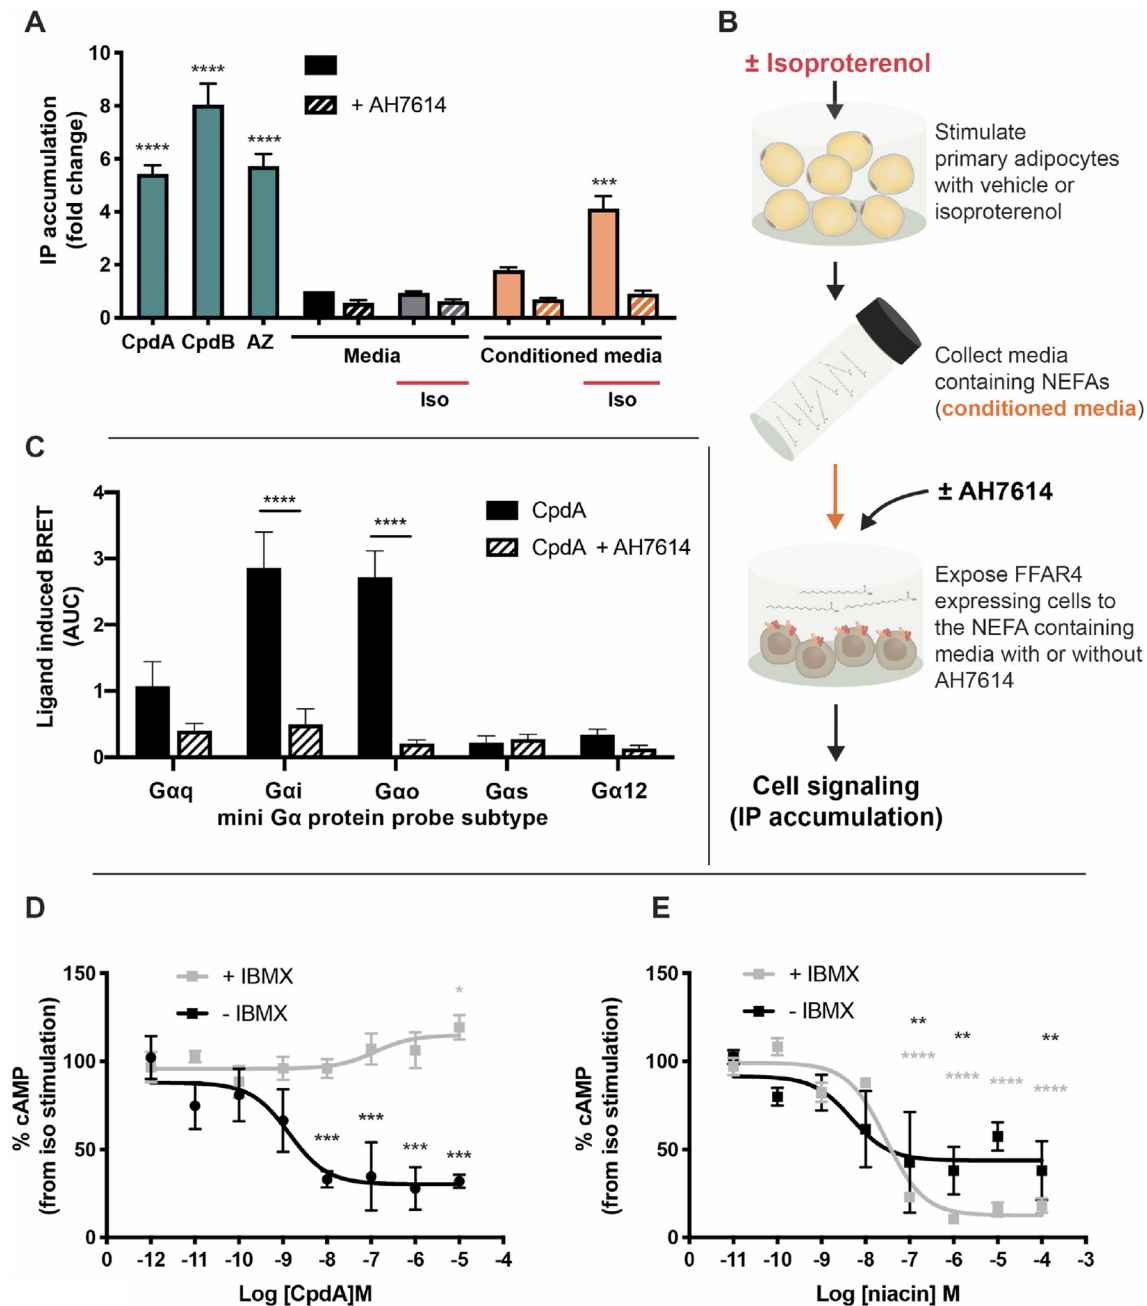 A
IP accumulation
(fold change)
10
8
6
4
2
0
****
****
****
***
+ AH7614
CpdA CpdB AZ
Media
Conditioned media
Iso
Iso
B
± Isoproterenol
Stimulate
primary adipocytes
with vehicle or
isoproterenol
Collect media
containing NEFAs
(conditioned media)
± AH7614
Expose FFAR4
expressing cells to
the NEFA containing
media with or without
AH7614
Cell signaling
(IP accumulation)
C
Ligand induced BRET
(AUC)
4
3
2
1
0
****
****
CpdA
CpdA + AH7614
Gαq Gαi Gαo Gαs Gα12
mini Gα protein probe subtype
D
% cAMP
(from iso stimulation)
150
100
50
0
+ IBMX
- IBMX
*
***
***
***
***
-12 -11 -10 -9 -8 -7 -6 -5 -4
Log [CpdA]M
E
% cAMP
(from iso stimulation)
150
100
50
0
+ IBMX
- IBMX
** ** **
**** **** **** ****
-11 -10 -9 -8 -7 -6 -5 -4 -3
Log [niacin] M